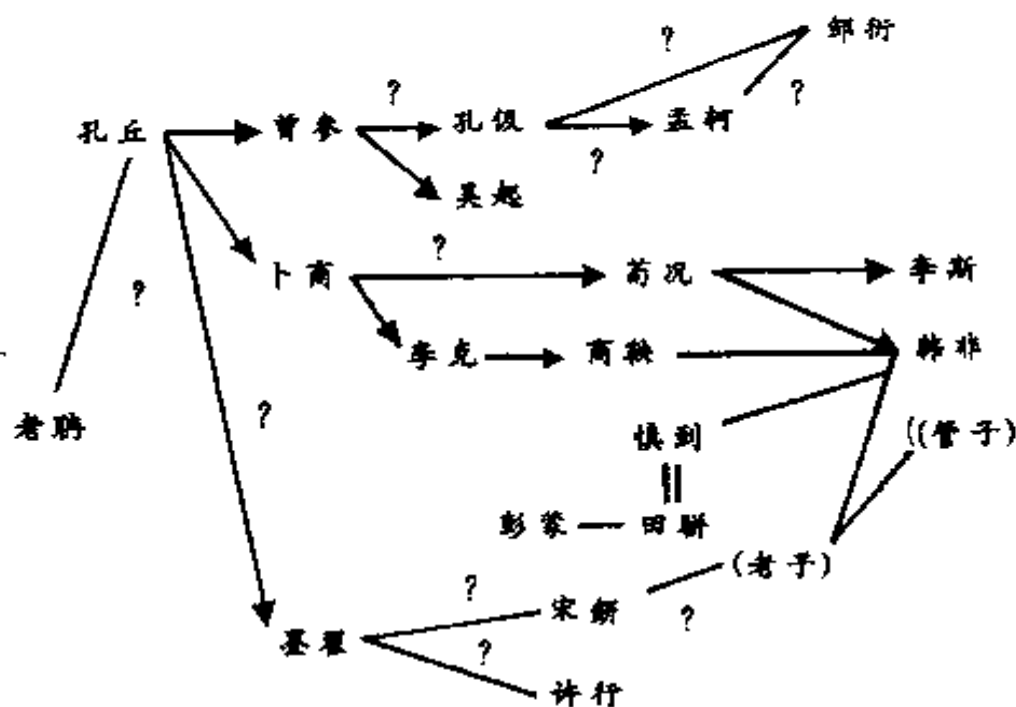 ? 邹衍
? ?
孔丘 曾参 孔伋 孟柯
?
吴起
?
? 卜商 荀况 李斯
李克 商鞅 韩非
?
老聃 慎到 (《管子)
彭蒙 田骈
(老子)
? 宋鈃 ?
墨翟 ?
许行